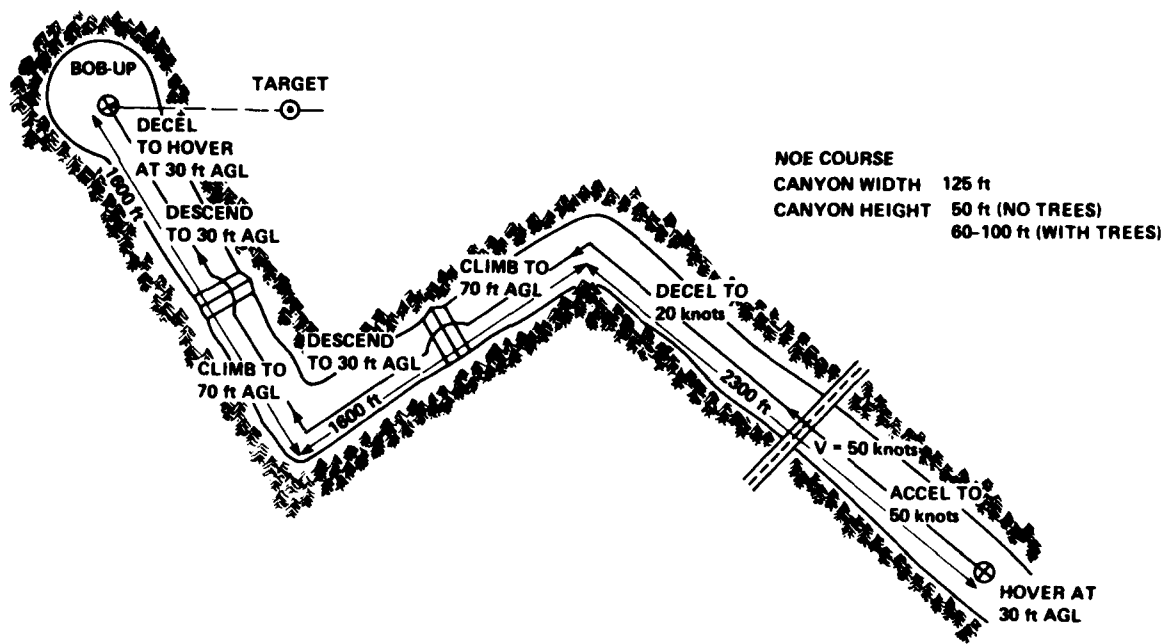 BOB-UP
TARGET
DECEL
TO HOVER
AT 30 ft AGL
1600 ft
DESCEND
TO 30 ft AGL
NOE COURSE
CANYON WIDTH 125 ft
CANYON HEIGHT 50 ft (NO TREES)
60-100 ft (WITH TREES)
CLIMB TO
70 ft AGL
DECEL TO
20 knots
DESCEND
TO 30 ft AGL
CLIMB TO
70 ft AGL
1600 ft
2300 ft
V = 50 knots
ACCEL TO
50 knots
HOVER AT
30 ft AGL